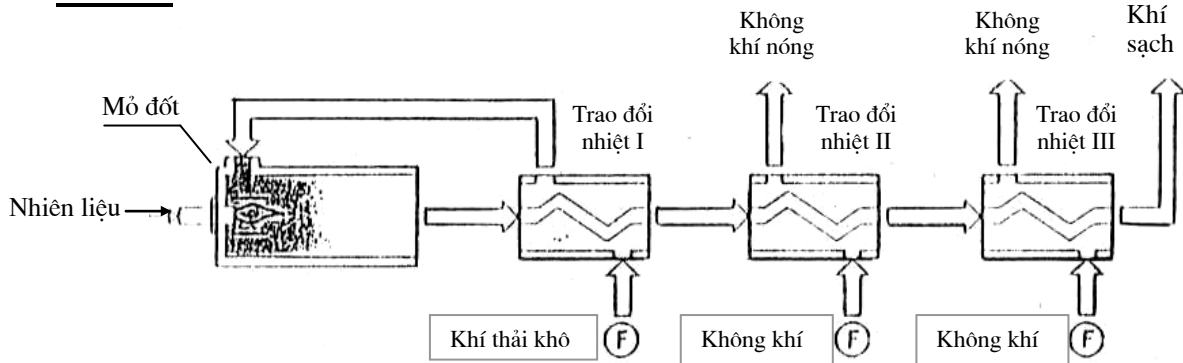 Không
khí nóng
Không
khí nóng
Khí
sạch
Mỏ đốt
Trao đổi
nhiệt I
Trao đổi
nhiệt II
Trao đổi
nhiệt III
Nhiên liệu
Khí thải khô
F
Không khí
F
Không khí
F